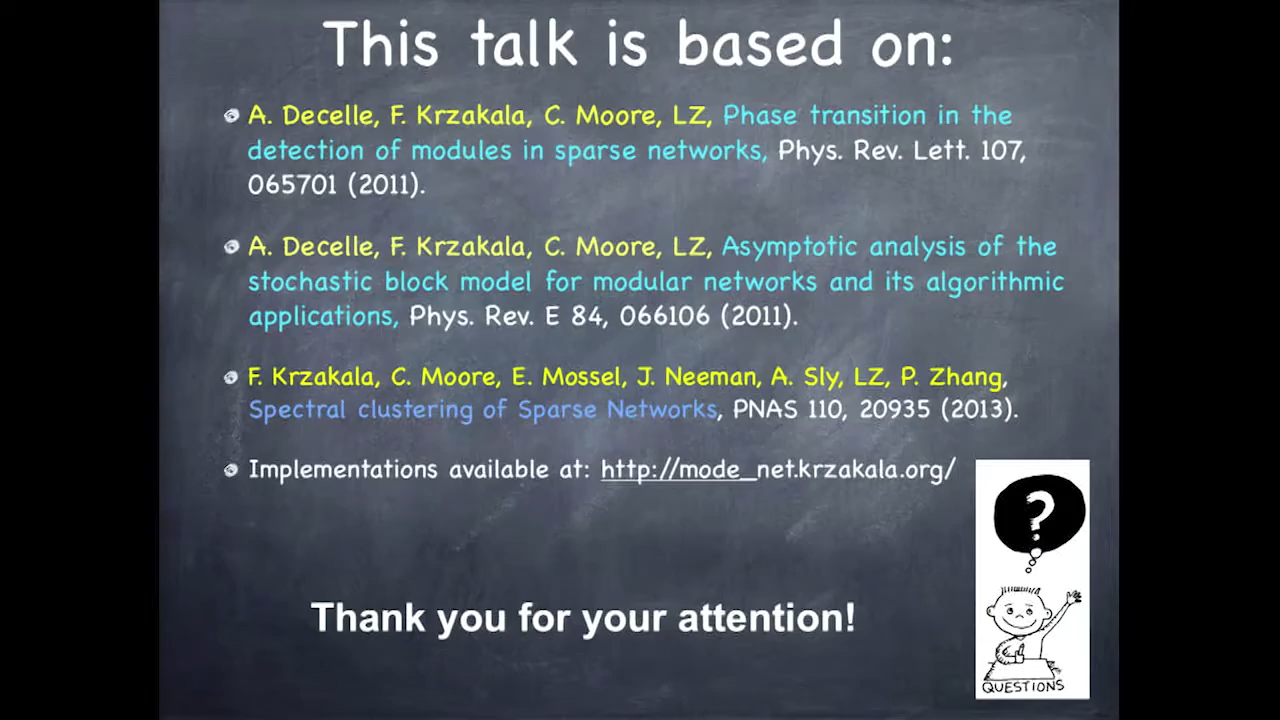 This talk is based on:
A. Decelle, F. Krzakala, C. Moore, LZ, Phase transition in the
detection of modules in sparse networks, Phys. Rev. Lett. 107,
065701 (2011).
A. Decelle, F. Krzakala, C. Moore, LZ, Asymptotic analysis of the
stochastic block model for modular networks and its algorithmic
applications, Phys. Rev. E 84, 066106 (2011).
F. Krzakala, C. Moore, E. Mossel, J. Neeman, A. Sly, LZ, P. Zhang,
Spectral clustering of Sparse Networks, PNAS 110, 20935 (2013).
Implementations available at: http://mode_net.krzakala.org/
?
Thank you for your attention!
QUESTIONS